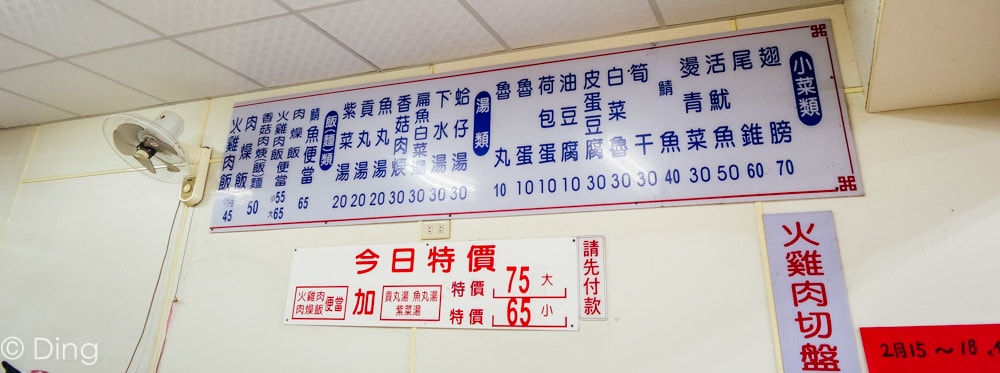 小菜類
翅膀 70
尾錐 60
活魷魚 50
燙青菜 30
鯖魚 40
筍干 30
白菜魯 30
皮蛋豆腐 30
油豆腐 10
荷包蛋 10
魯蛋 10
魯丸 10
湯類
蛤仔湯 30
下水湯 30
扁魚白菜湯 30
香菇肉焿 30
魚丸湯 20
貢丸湯 20
紫菜湯 20
飯(麵)類
鯖魚便當 65
肉燥飯
火雞肉飯便當 小55 大65
香菇肉焿(飯麵 50
肉燥飯
火雞肉飯 45
今日特價
火雞肉
肉燥飯 便當
加
貢丸湯 魚丸湯
紫菜湯
特價 75 大
特價 65 小
請先付款
火雞肉切盤
2月15~18
© Ding